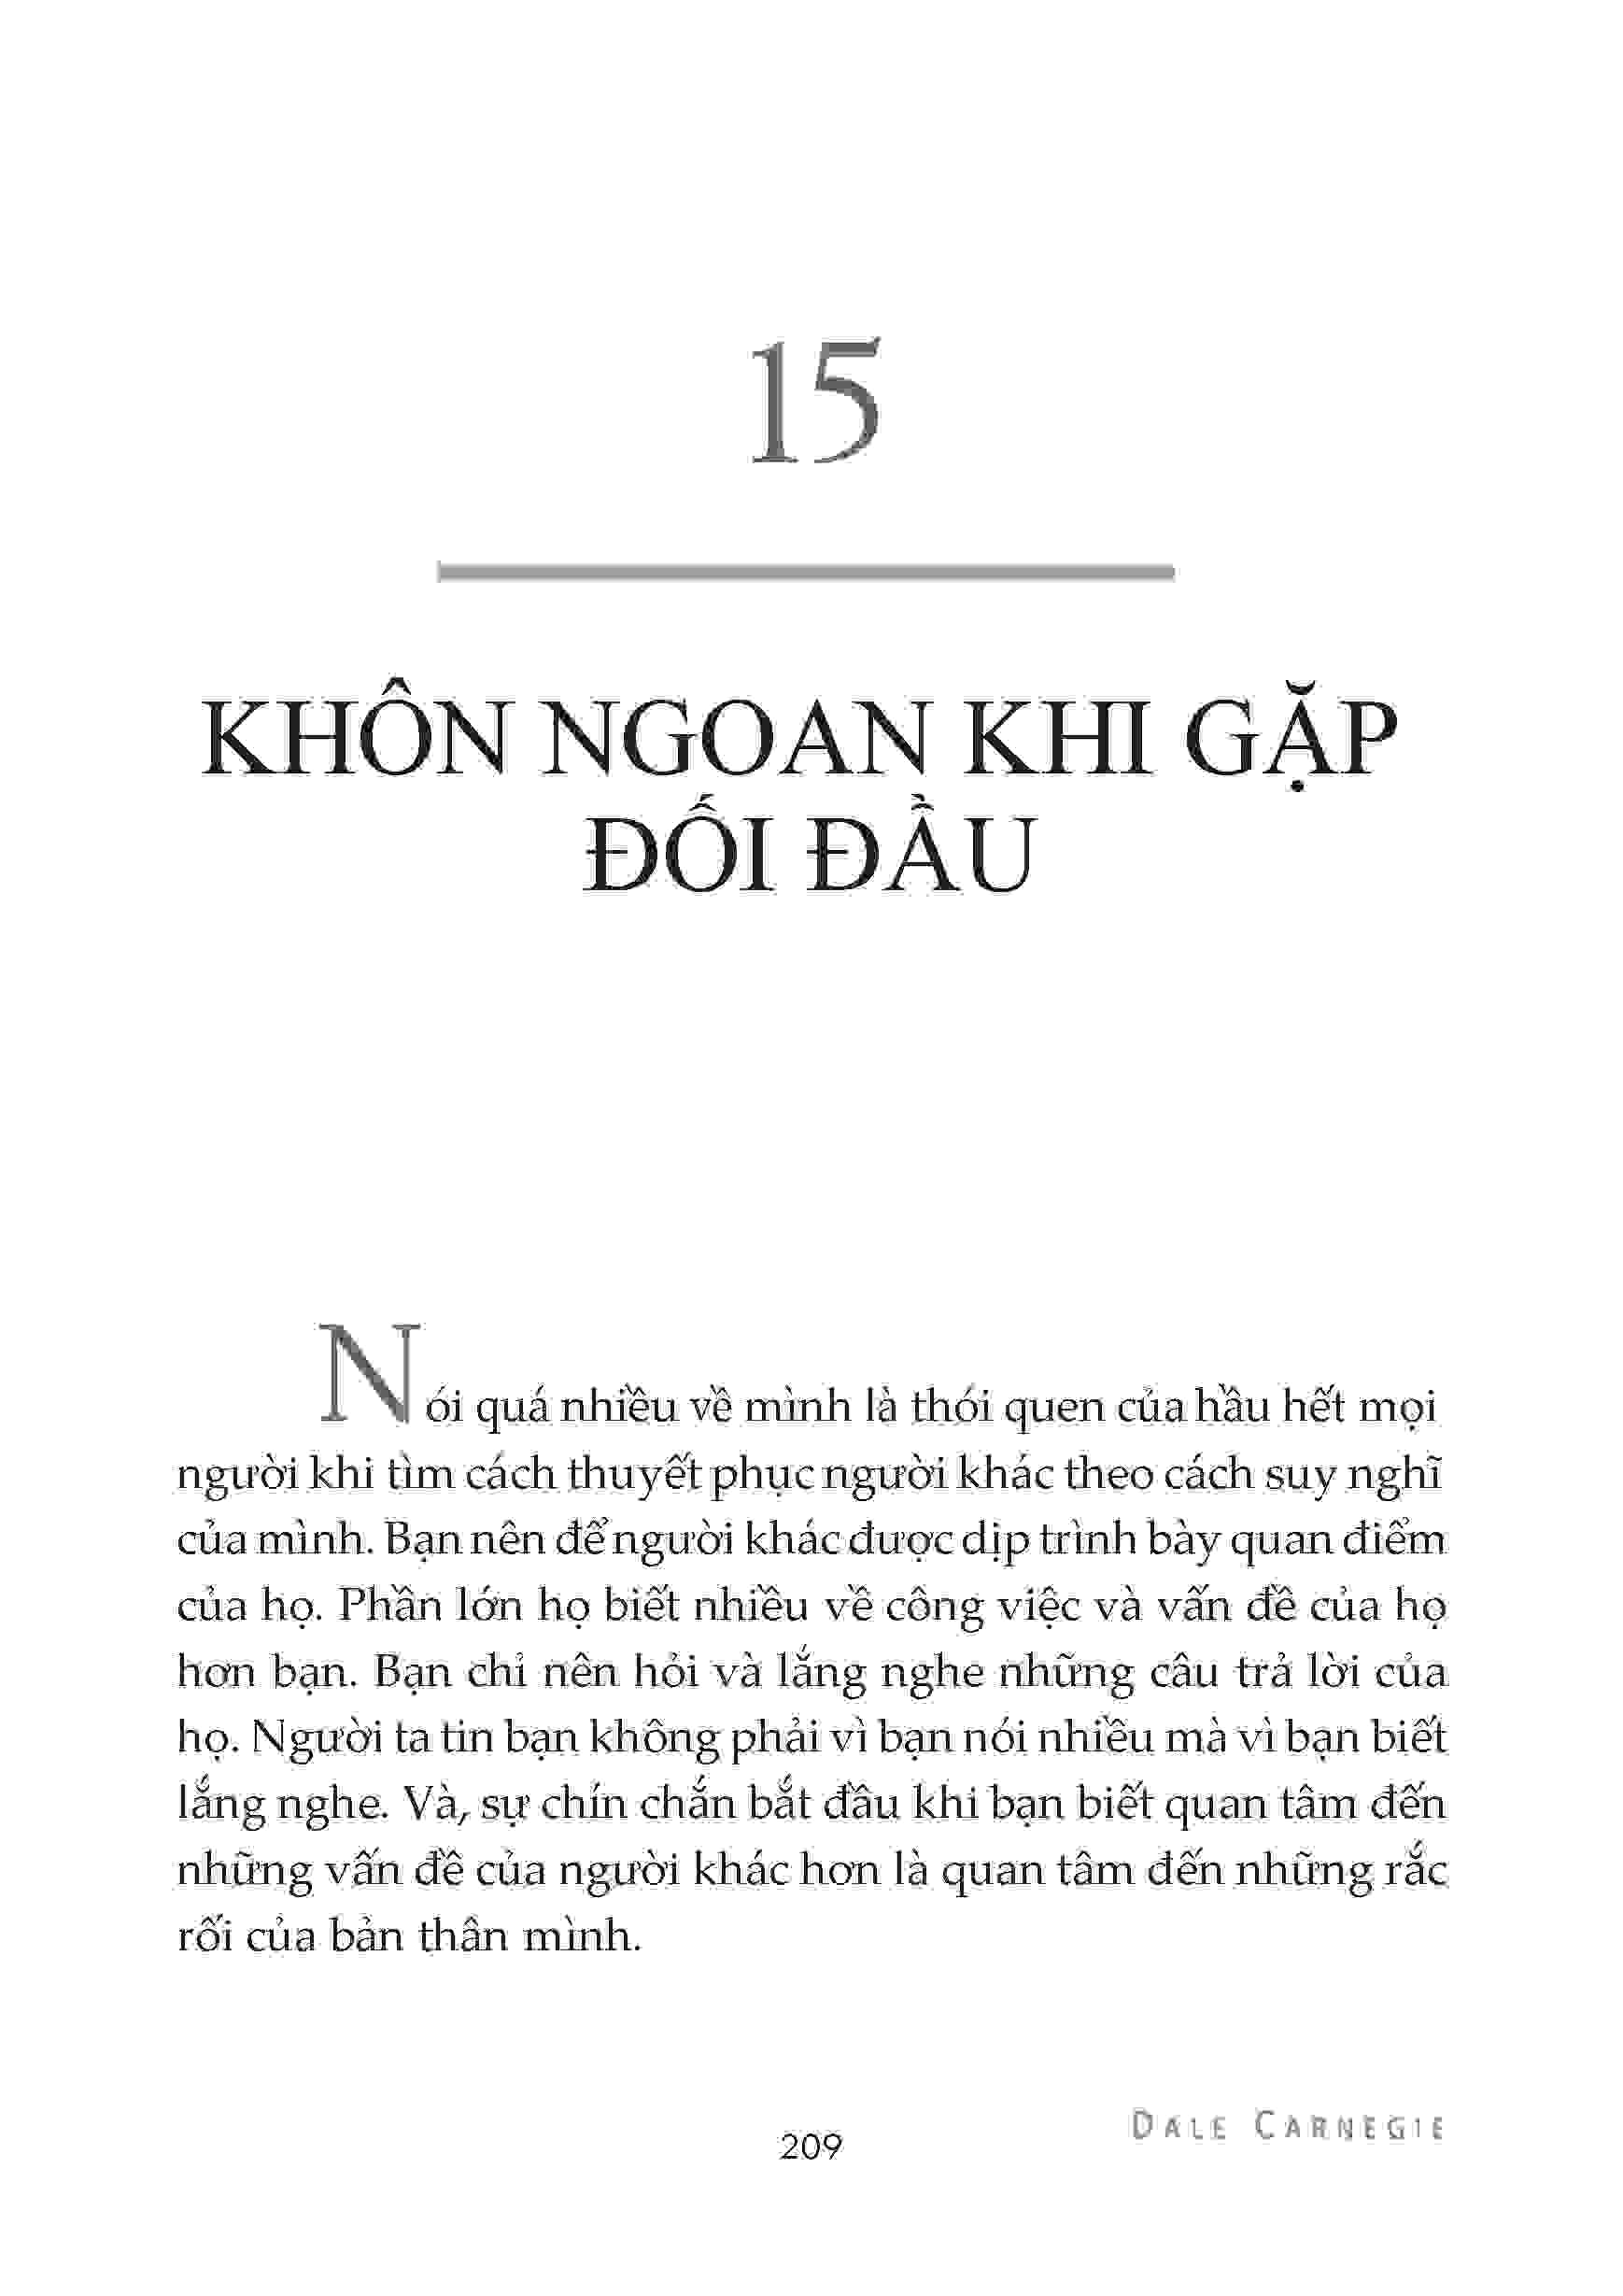 15
KHÔN NGOAN KHI GẶP
ĐỐI ĐẦU
Nói quá nhiều về mình là thói quen của hầu hết mọi
người khi tìm cách thuyết phục người khác theo cách suy nghĩ
của mình. Bạn nên để người khác được dịp trình bày quan điểm
của họ. Phần lớn họ biết nhiều về công việc và vấn đề của họ
hơn bạn. Bạn chỉ nên hỏi và lắng nghe những câu trả lời của
họ. Người ta tin bạn không phải vì bạn nói nhiều mà vì bạn biết
lắng nghe. Và, sự chín chắn bắt đầu khi bạn biết quan tâm đến
những vấn đề của người khác hơn là quan tâm đến những rắc
rối của bản thân mình.
DALE CARNEGIE
209